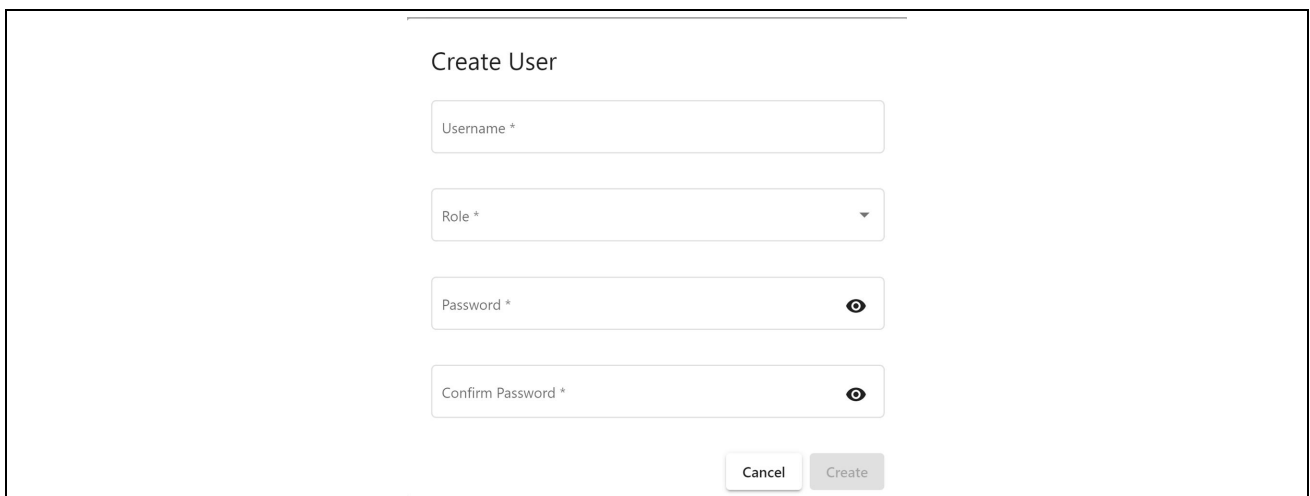 Create User
Username *
Role *
Password *
Confirm Password *
Cancel Create